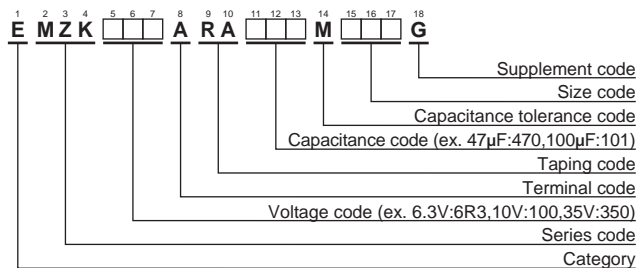 1 2 3 4 5 6 7 8 9 10 11 12 13 14 15 16 17 18
E M Z K A R A M G
Supplement code
Size code
Capacitance tolerance code
Capacitance code (ex. 47μF:470,100μF:101)
Taping code
Terminal code
Voltage code (ex. 6.3V:6R3,10V:100,35V:350)
Series code
Category